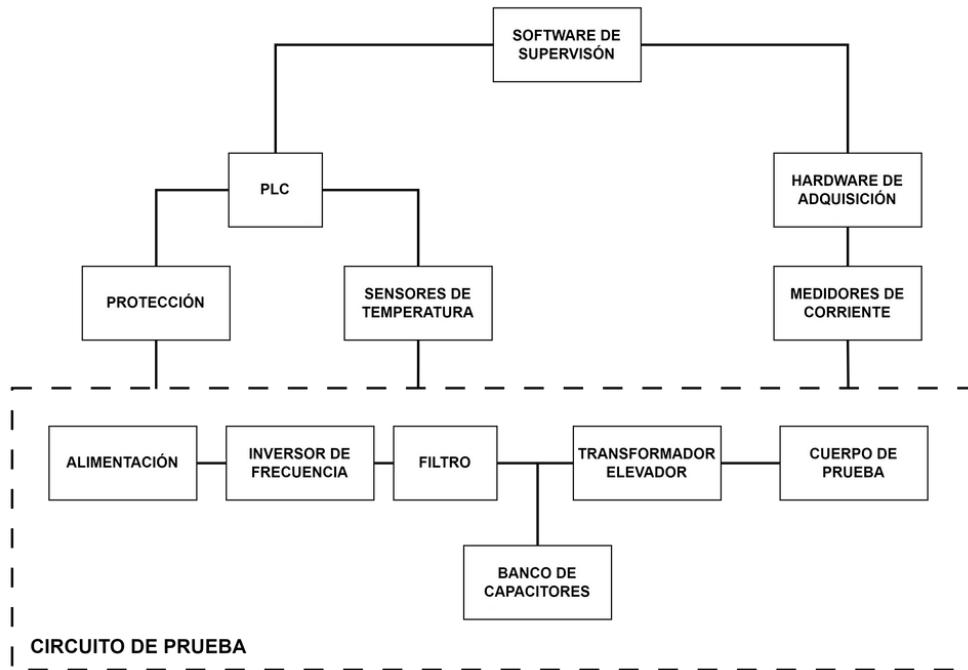 SOFTWARE DE
SUPERVISÓN
PLC
HARDWARE DE
ADQUISICIÓN
PROTECCIÓN
SENSORES DE
TEMPERATURA
MEDIDORES DE
CORRIENTE
ALIMENTACIÓN
INVERSOR DE
FRECUENCIA
FILTRO
TRANSFORMADOR
ELEVADOR
CUERPO DE
PRUEBA
BANCO DE
CAPACITORES
CIRCUITO DE PRUEBA